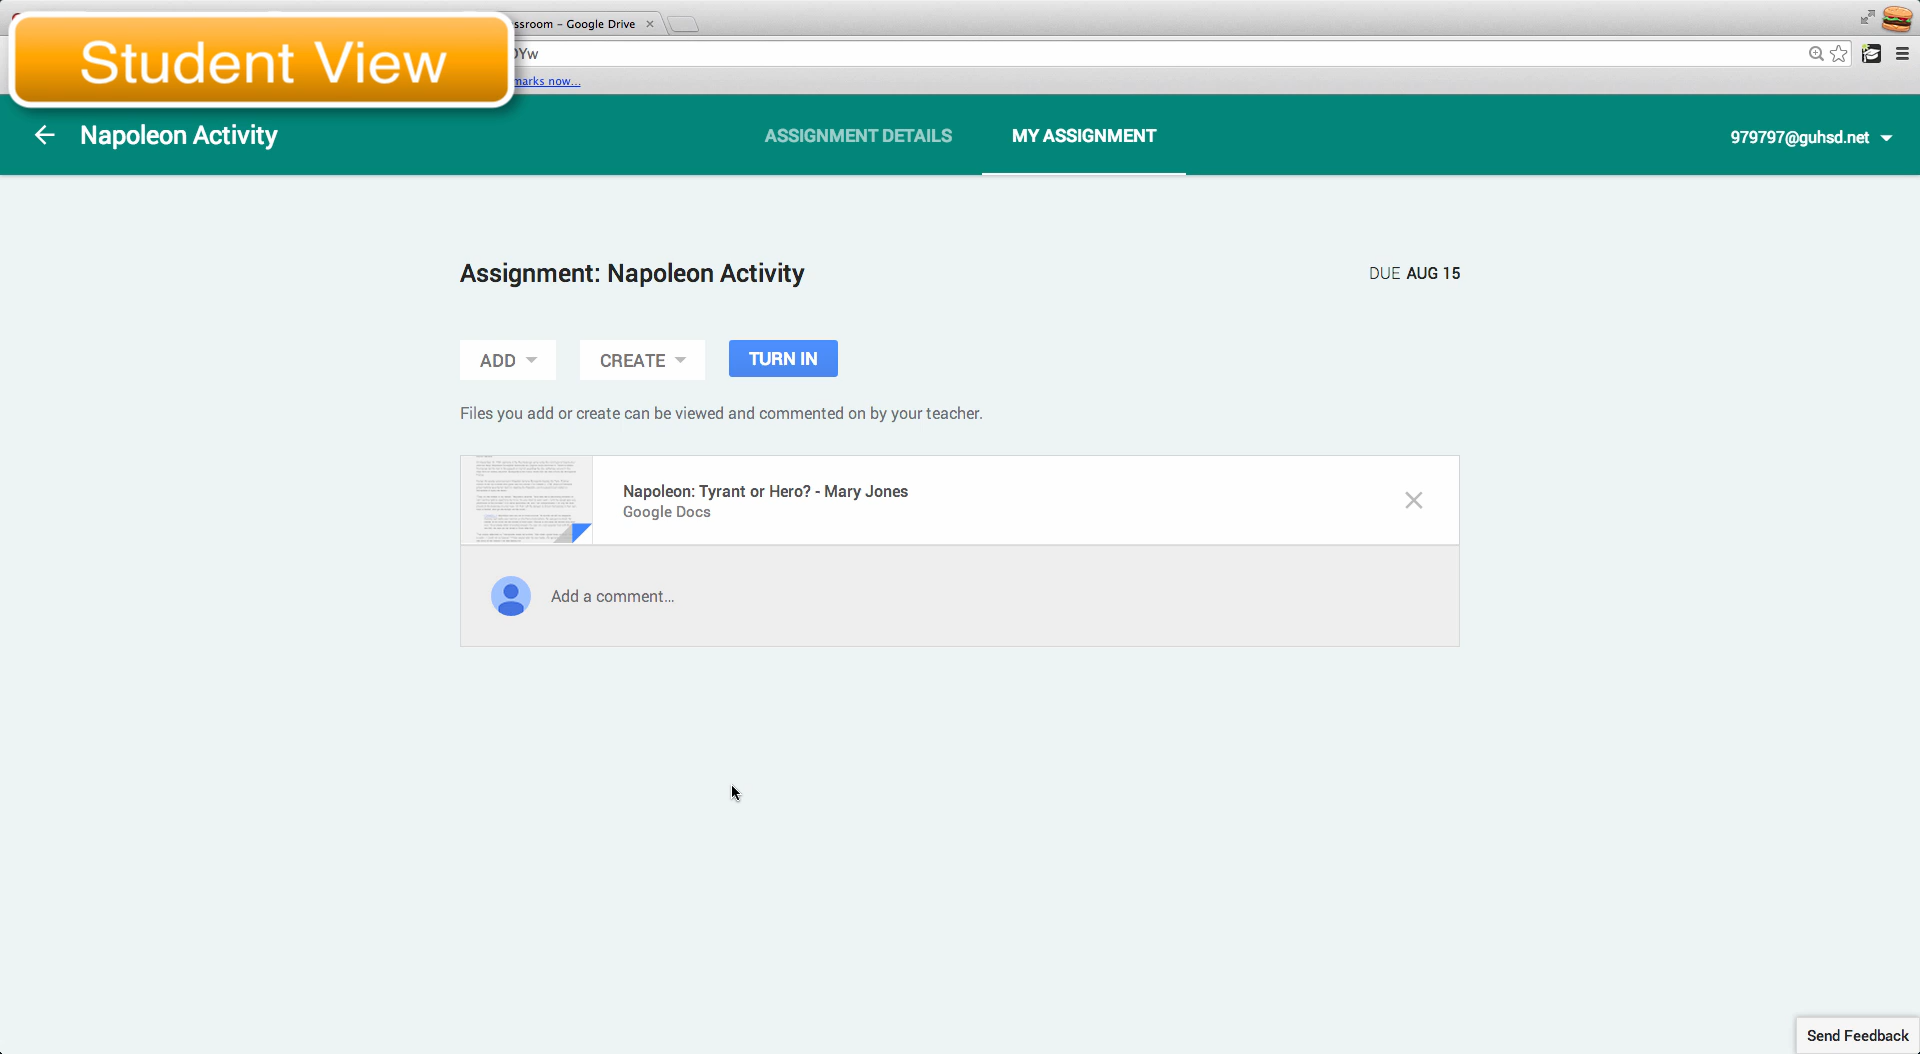 Student View
ssroom – Google Drive
Yw
marks now...
Napoleon Activity
ASSIGNMENT DETAILS
MY ASSIGNMENT
979797@guhsd.net
Assignment: Napoleon Activity
DUE AUG 15
ADD
CREATE
TURN IN
Files you add or create can be viewed and commented on by your teacher.
Napoleon: Tyrant or Hero? - Mary Jones
Google Docs
Add a comment...
Send Feedback